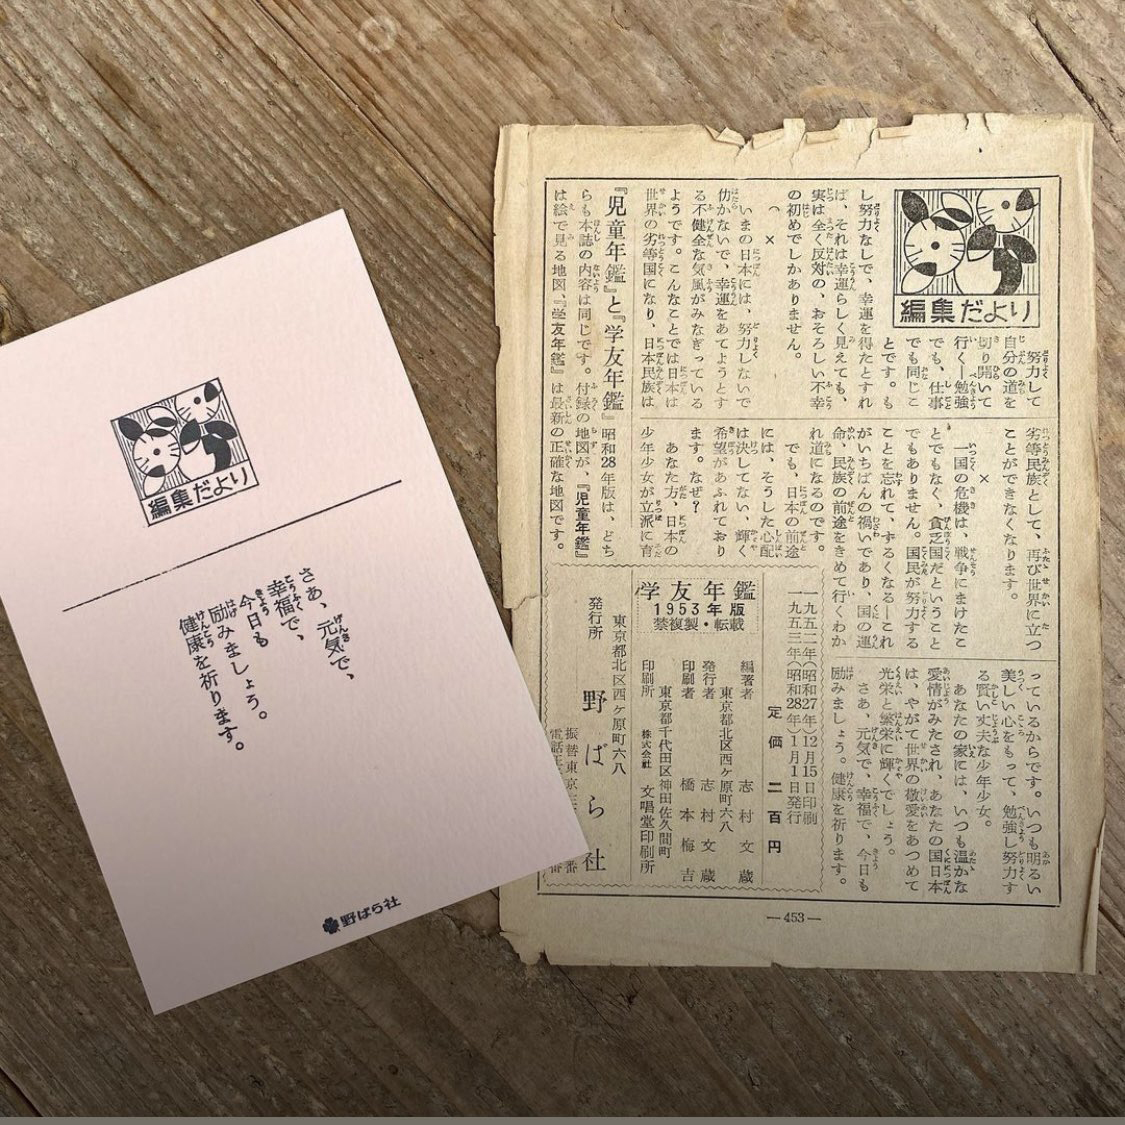 編集だより
さあ、元気で、
幸福で、
今日も
励みましょう。
健康を祈ります。
野ばら社
編集だより
努力して
自分の道を
切り開いて
行く―勉強
でも、仕事
でも同じこ
とです。も
し努力なしで、幸運を得たとすれ
ば、それは幸運らしく見えても、
実は全く反対の、おそろしい不幸
の初めでしかありません。
×
いまの日本には、努力しないで
働かないで、幸運をあてようとす
る不健全な気風がみなぎっている
ようです。こんなことでは日本は
世界の劣等国になり、日本民族は
劣等民族として、再び世界に立つ
ことができなくなります。
×
一国の危機は、戦争にまけたこ
とでもなく、貧乏国だということ
でもありません。国民が努力する
ことを忘れて、ずるくなる―これ
がいちばんの禍いであり、国の運
命、民族の前途をきめて行くわか
れ道になるのです。
でも、日本の前途
には、そうした心配
は決してない、輝く
希望があふれており
ます。なぜ?
あなた方、日本の
少年少女が立派に育
っているからです。いつも明るい
美しい心をもって、勉強し努力す
る賢い丈夫な少年少女。
あなたの家には、いつも温かな
愛情がみたされ、あなたの国日本
は、やがて世界の敬愛をあつめて
光栄と繁栄に輝くでしょう。
さあ、元気で、幸福で、今日も
励みましょう。健康を祈ります。
『児童年鑑』と『学友年鑑』昭和28年版は、どち
らも本誌の内容は同じです。付録の地図が、『児童年鑑』
は絵で見る地図、『学友年鑑』は最新の正確な地図です。
学友年鑑
1953年版
禁複製・転載
一九五二年(昭和27年)12月15日印刷
一九五三年(昭和28年)1月1日発行
定価二百円
編著者 志村文蔵
東京都北区西ヶ原町六八
発行者 志村文蔵
印刷者 橋本梅吉
東京都千代田区神田佐久間町
印刷所 株式会社 文唱堂印刷所
東京都北区西ヶ原町六八
発行所 野ばら社
振替東京
電話王子
番
番
―453―